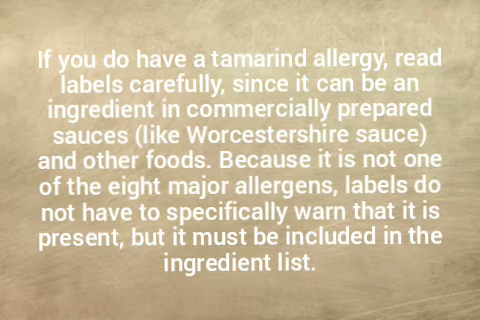 If you do have a tamarind allergy, read
labels carefully, since it can be an
ingredient in commercially prepared
sauces (like Worcestershire sauce)
and other foods. Because it is not one
of the eight major allergens, labels do
not have to specifically warn that it is
present, but it must be included in the
ingredient list.